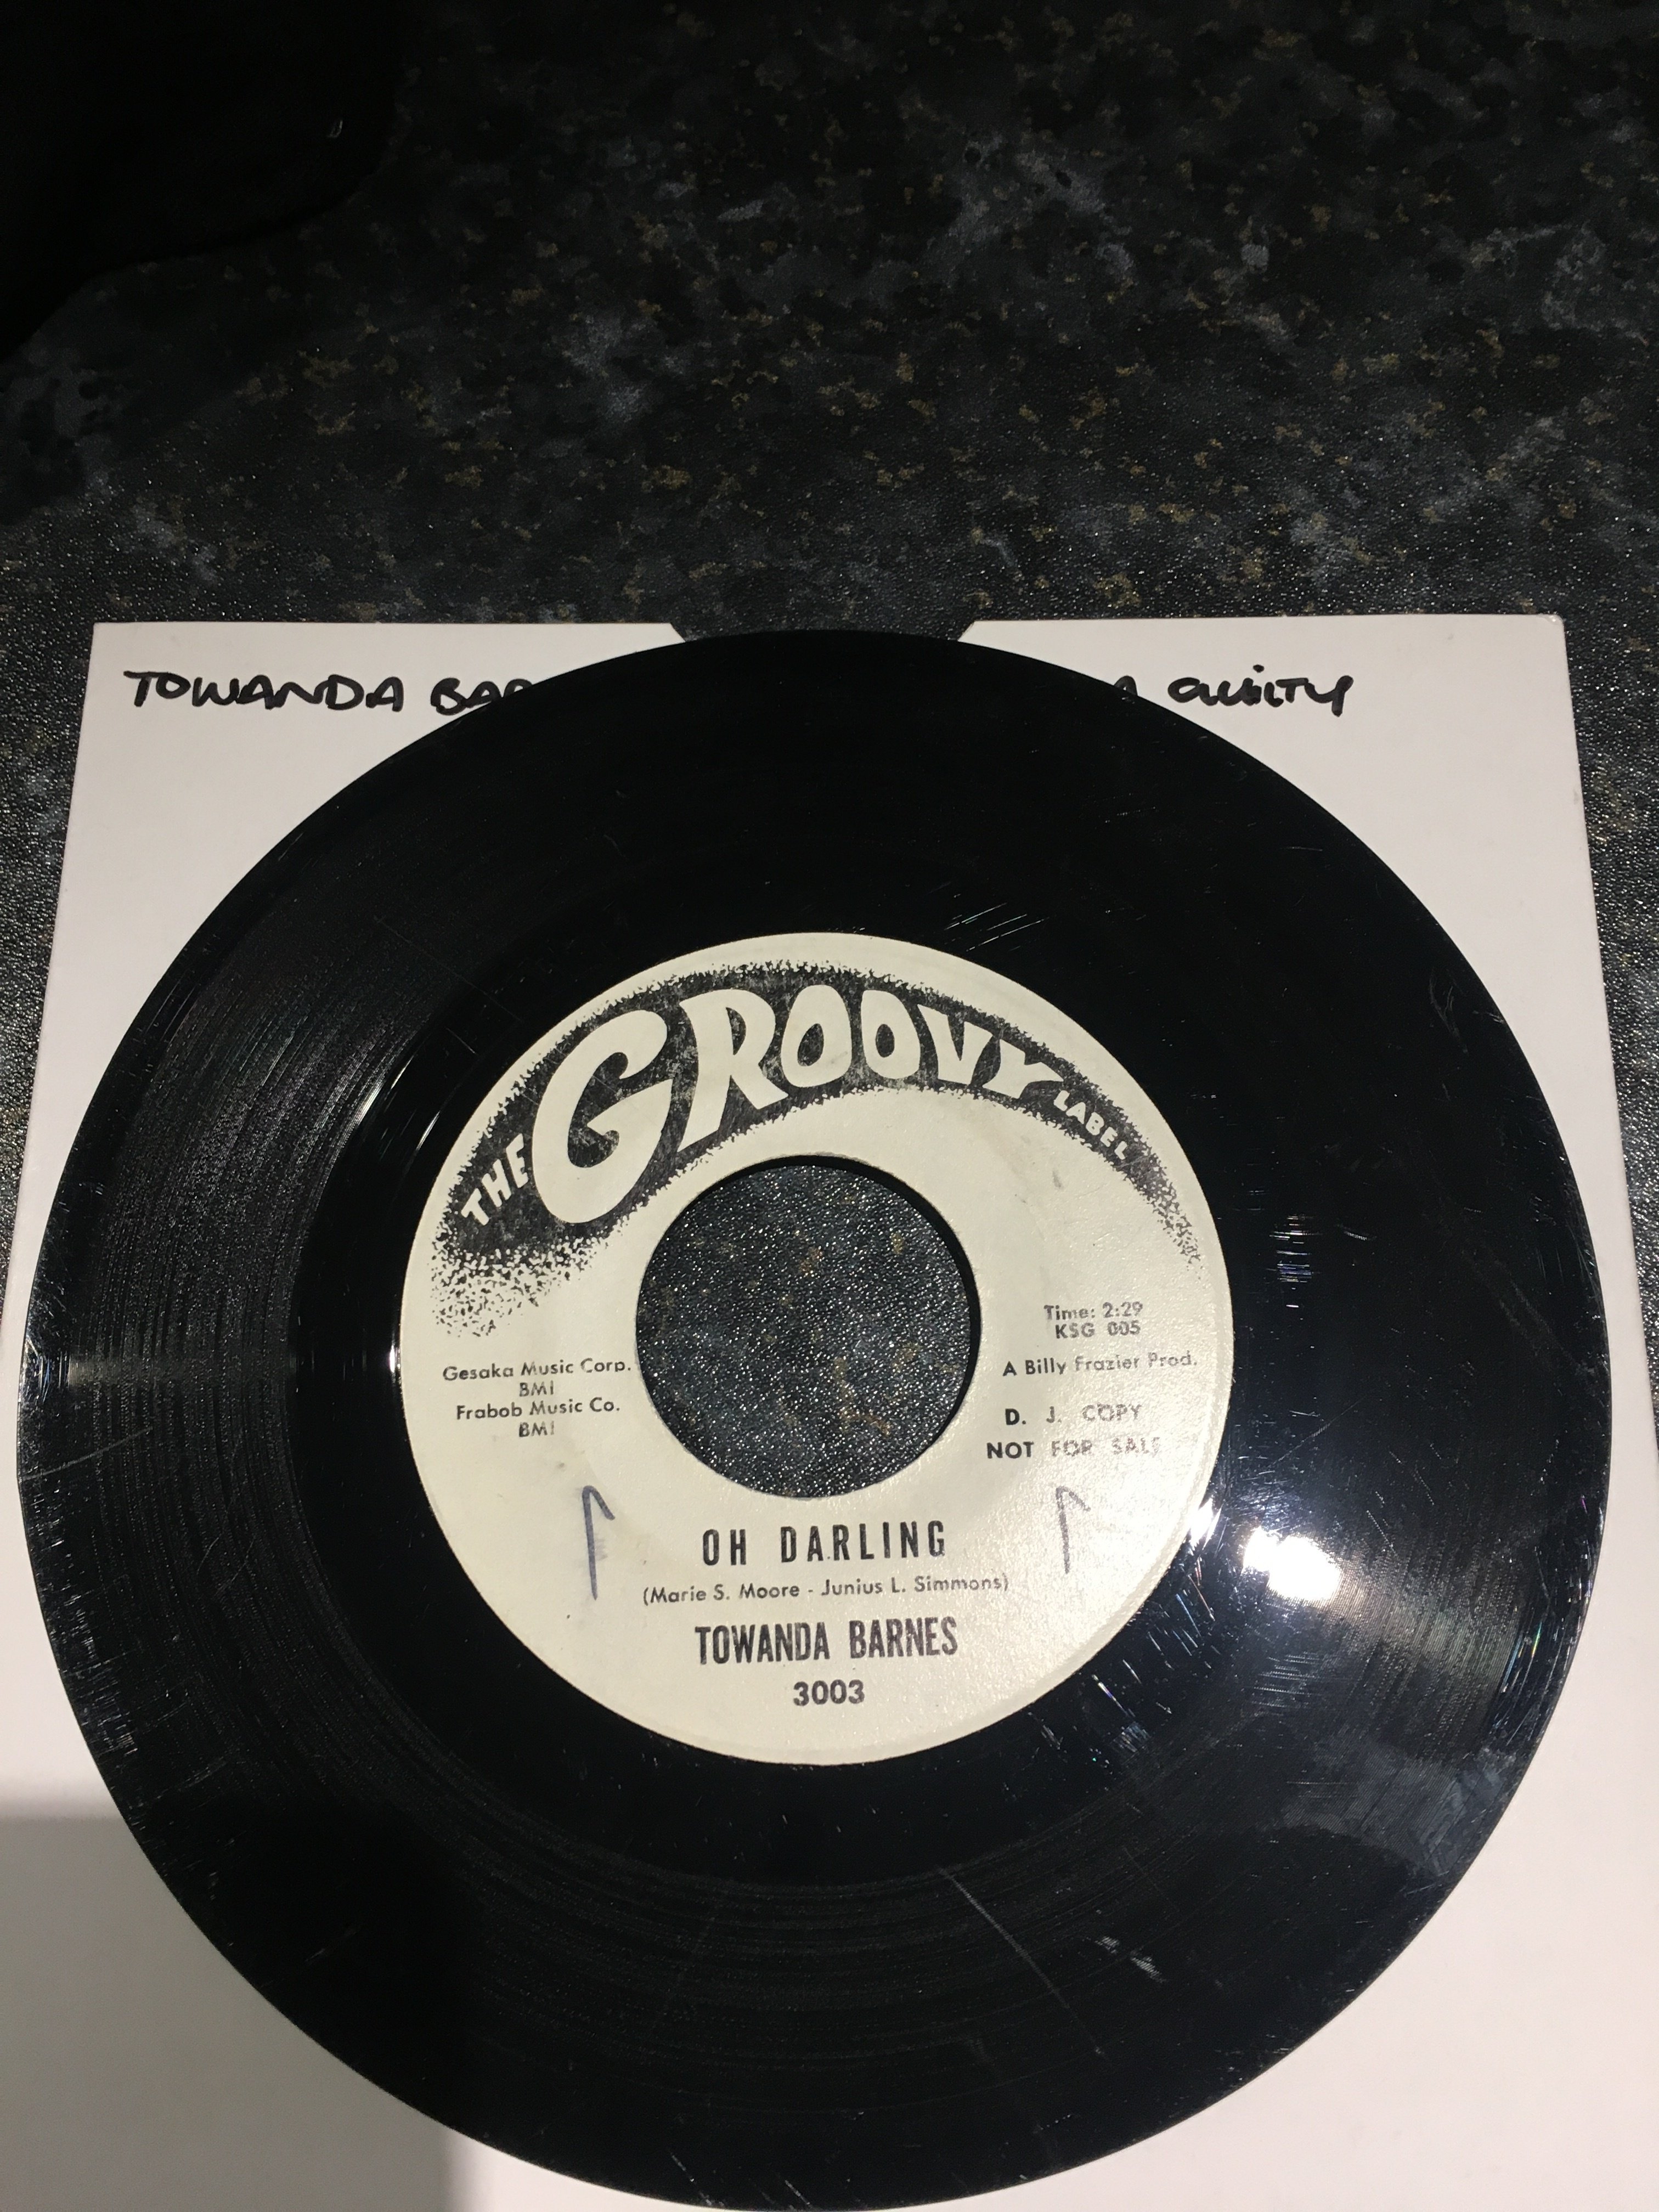 TOWANDA
GUILTY
THE GROOVY LABEL
Time: 2:29
KSG 005
Gesaka Music Corp.
BMI
Frabob Music Co.
BMI
A Billy Frazier Prod.
D. J. COPY
NOT FOR SALE
OH DARLING
(Marie S. Moore - Junius L. Simmons)
TOWANDA BARNES
3003